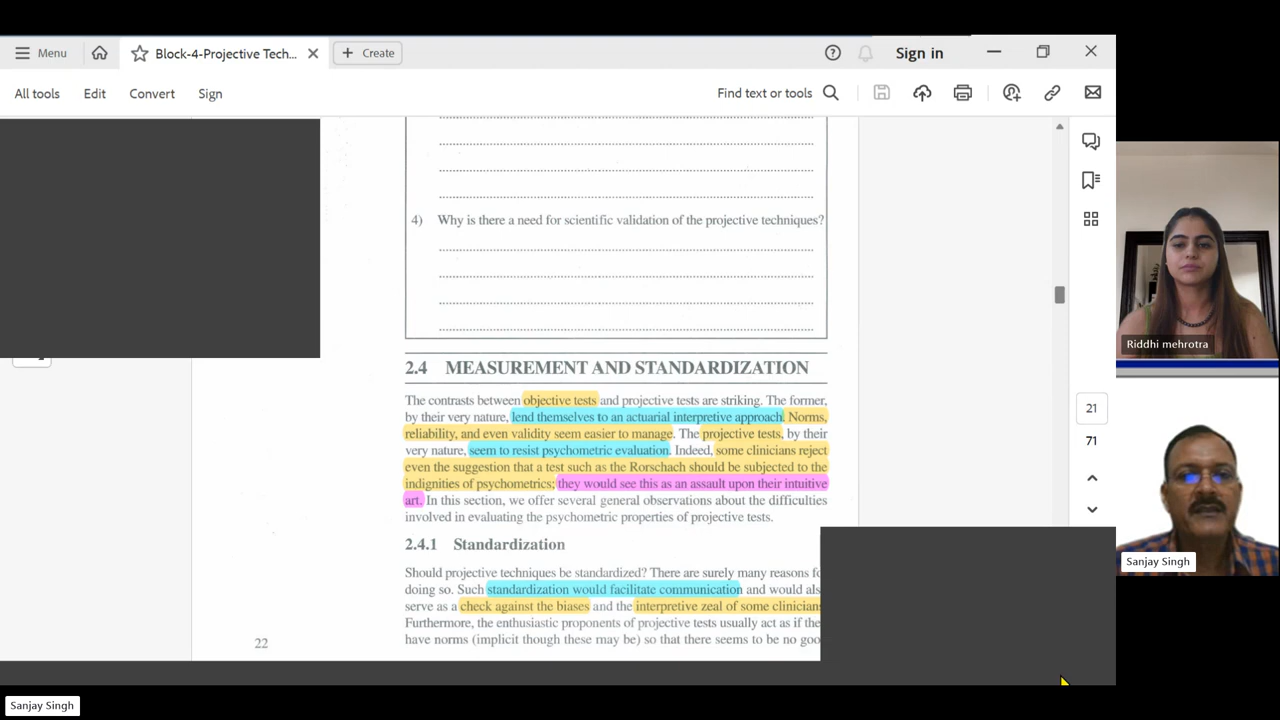 Menu
Block-4-Projective Tech...
Create
Sign in
All tools
Edit
Convert
Sign
Find text or tools
4) Why is there a need for scientific validation of the projective techniques?
2.4 MEASUREMENT AND STANDARDIZATION
The contrasts between objective tests and projective tests are striking. The former,
by their very nature, lend themselves to an actuarial interpretive approach. Norms,
reliability, and even validity seem easier to manage. The projective tests, by their
very nature, seem to resist psychometric evaluation. Indeed, some clinicians reject
even the suggestion that a test such as the Rorschach should be subjected to the
indignities of psychometrics; they would see this as an assault upon their intuitive
art. In this section, we offer several general observations about the difficulties
involved in evaluating the psychometric properties of projective tests.
2.4.1 Standardization
Should projective techniques be standardized? There are surely many reasons
doing so. Such standardization would facilitate communication and would
serve as a check against the biases and the interpretive zeal of some
Furthermore, the enthusiastic proponents of projective tests usually act as if
have norms (implicit though these may be) so that there seems to be no
22
21
71
Riddhi mehrotra
Sanjay Singh
Sanjay Singh